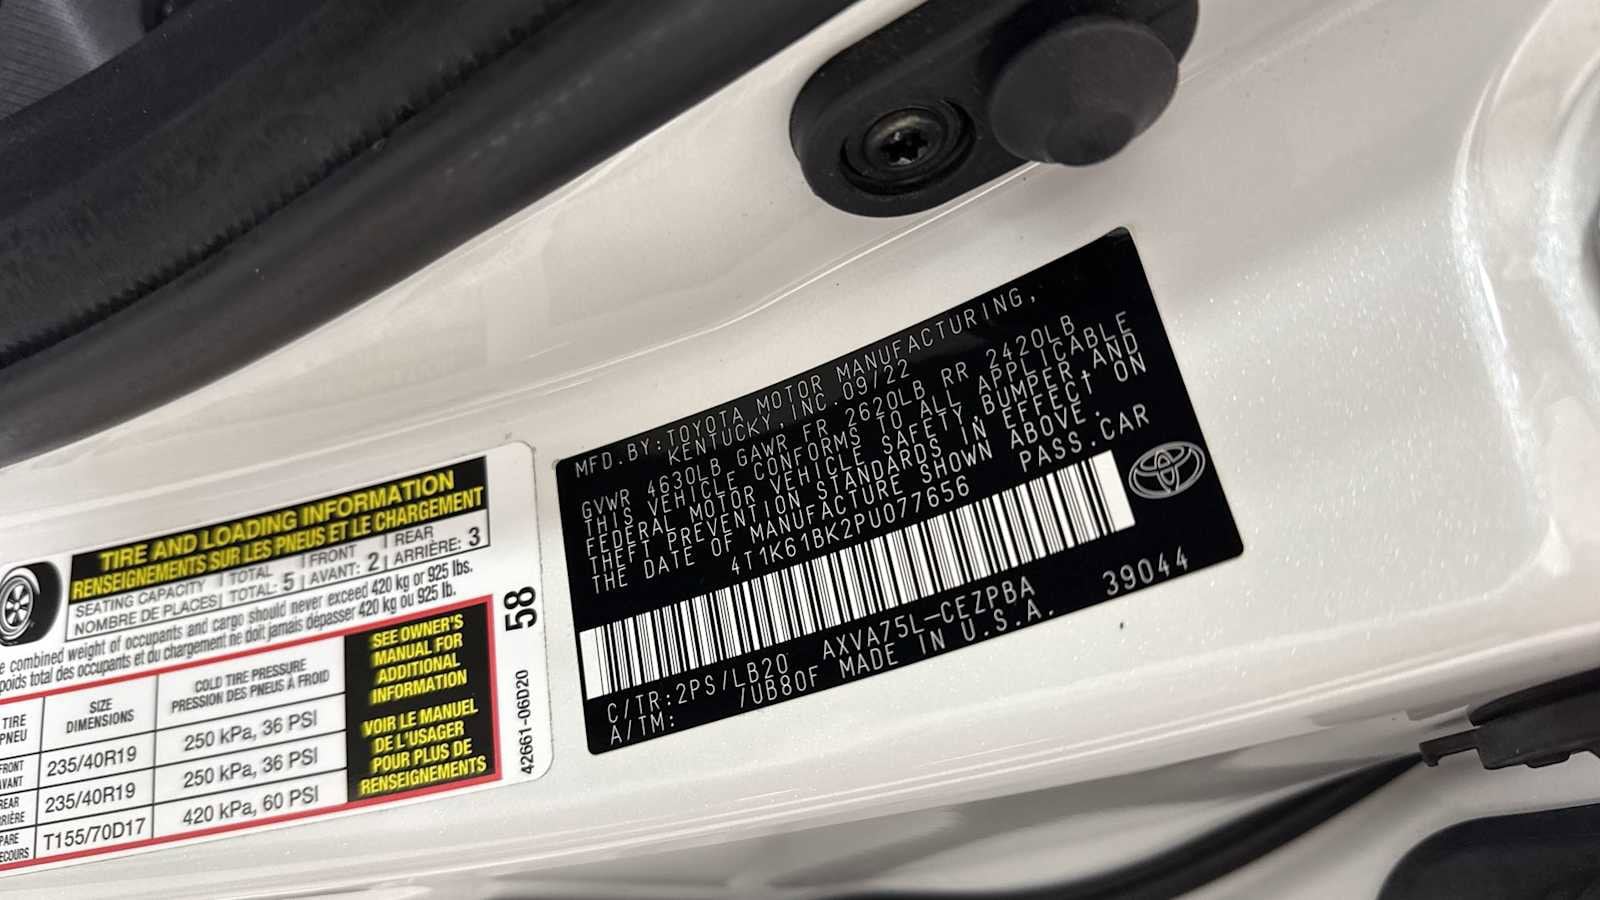 TIRE AND LOADING INFORMATION
RENSEIGNEMENTS SUR LES PNEUS ET LE CHARGEMENT
SEATING CAPACITY | TOTAL | FRONT | REAR
NOMBRE DE PLACES | TOTAL: 5 | AVANT: 2 | ARRIÈRE: 3
combined weight of occupants and cargo should never exceed 420 kg or 925 lbs.
poids total des occupants et du chargement ne doit jamais dépasser 420 kg ou 925 lb.
TIRE
PNEU
SIZE
DIMENSIONS
COLD TIRE PRESSURE
PRESSION DES PNEUS À FROID
FRONT
AVANT
235/40R19
250 kPa, 36 PSI
235/40R19
250 kPa, 36 PSI
T155/70D17
420 kPa, 60 PSI
SEE OWNER'S
MANUAL FOR
ADDITIONAL
INFORMATION
VOIR LE MANUEL
DE L'USAGER
POUR PLUS DE
RENSEIGNEMENTS
58
42661-06D20
MFD.BY:TOYOTA MOTOR MANUFACTURING,
KENTUCKY, INC. 09/22
GVWR 4630LB GAWR FR 2620LB RR 2420LB
THIS VEHICLE CONFORMS TO ALL APPLICABLE
FEDERAL MOTOR VEHICLE SAFETY, BUMPER, AND
THEFT PREVENTION STANDARDS IN EFFECT ON
THE DATE OF MANUFACTURE SHOWN ABOVE.
4T1K61BK2PU077656 PASS.CAR
C/TR:2PS/LB20 AXVA75L-CEZPBA 39044
A/TM: /UB80F MADE IN U.S.A.